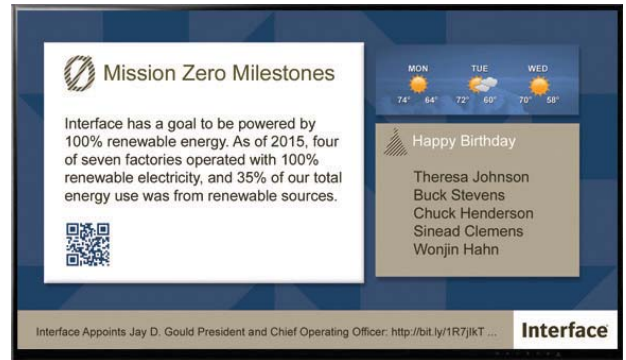 Mission Zero Milestones
Interface has a goal to be powered by
100% renewable energy. As of 2015, four
of seven factories operated with 100%
renewable electricity, and 35% of our total
energy use was from renewable sources.
MON TUE WED
74° 64° 72° 60° 70° 58°
Happy Birthday
Theresa Johnson
Buck Stevens
Chuck Henderson
Sinead Clemens
Wonjin Hahn
Interface Appoints Jay D. Gould President and Chief Operating Officer: http://bit.ly/1R7jIkT ...
Interface